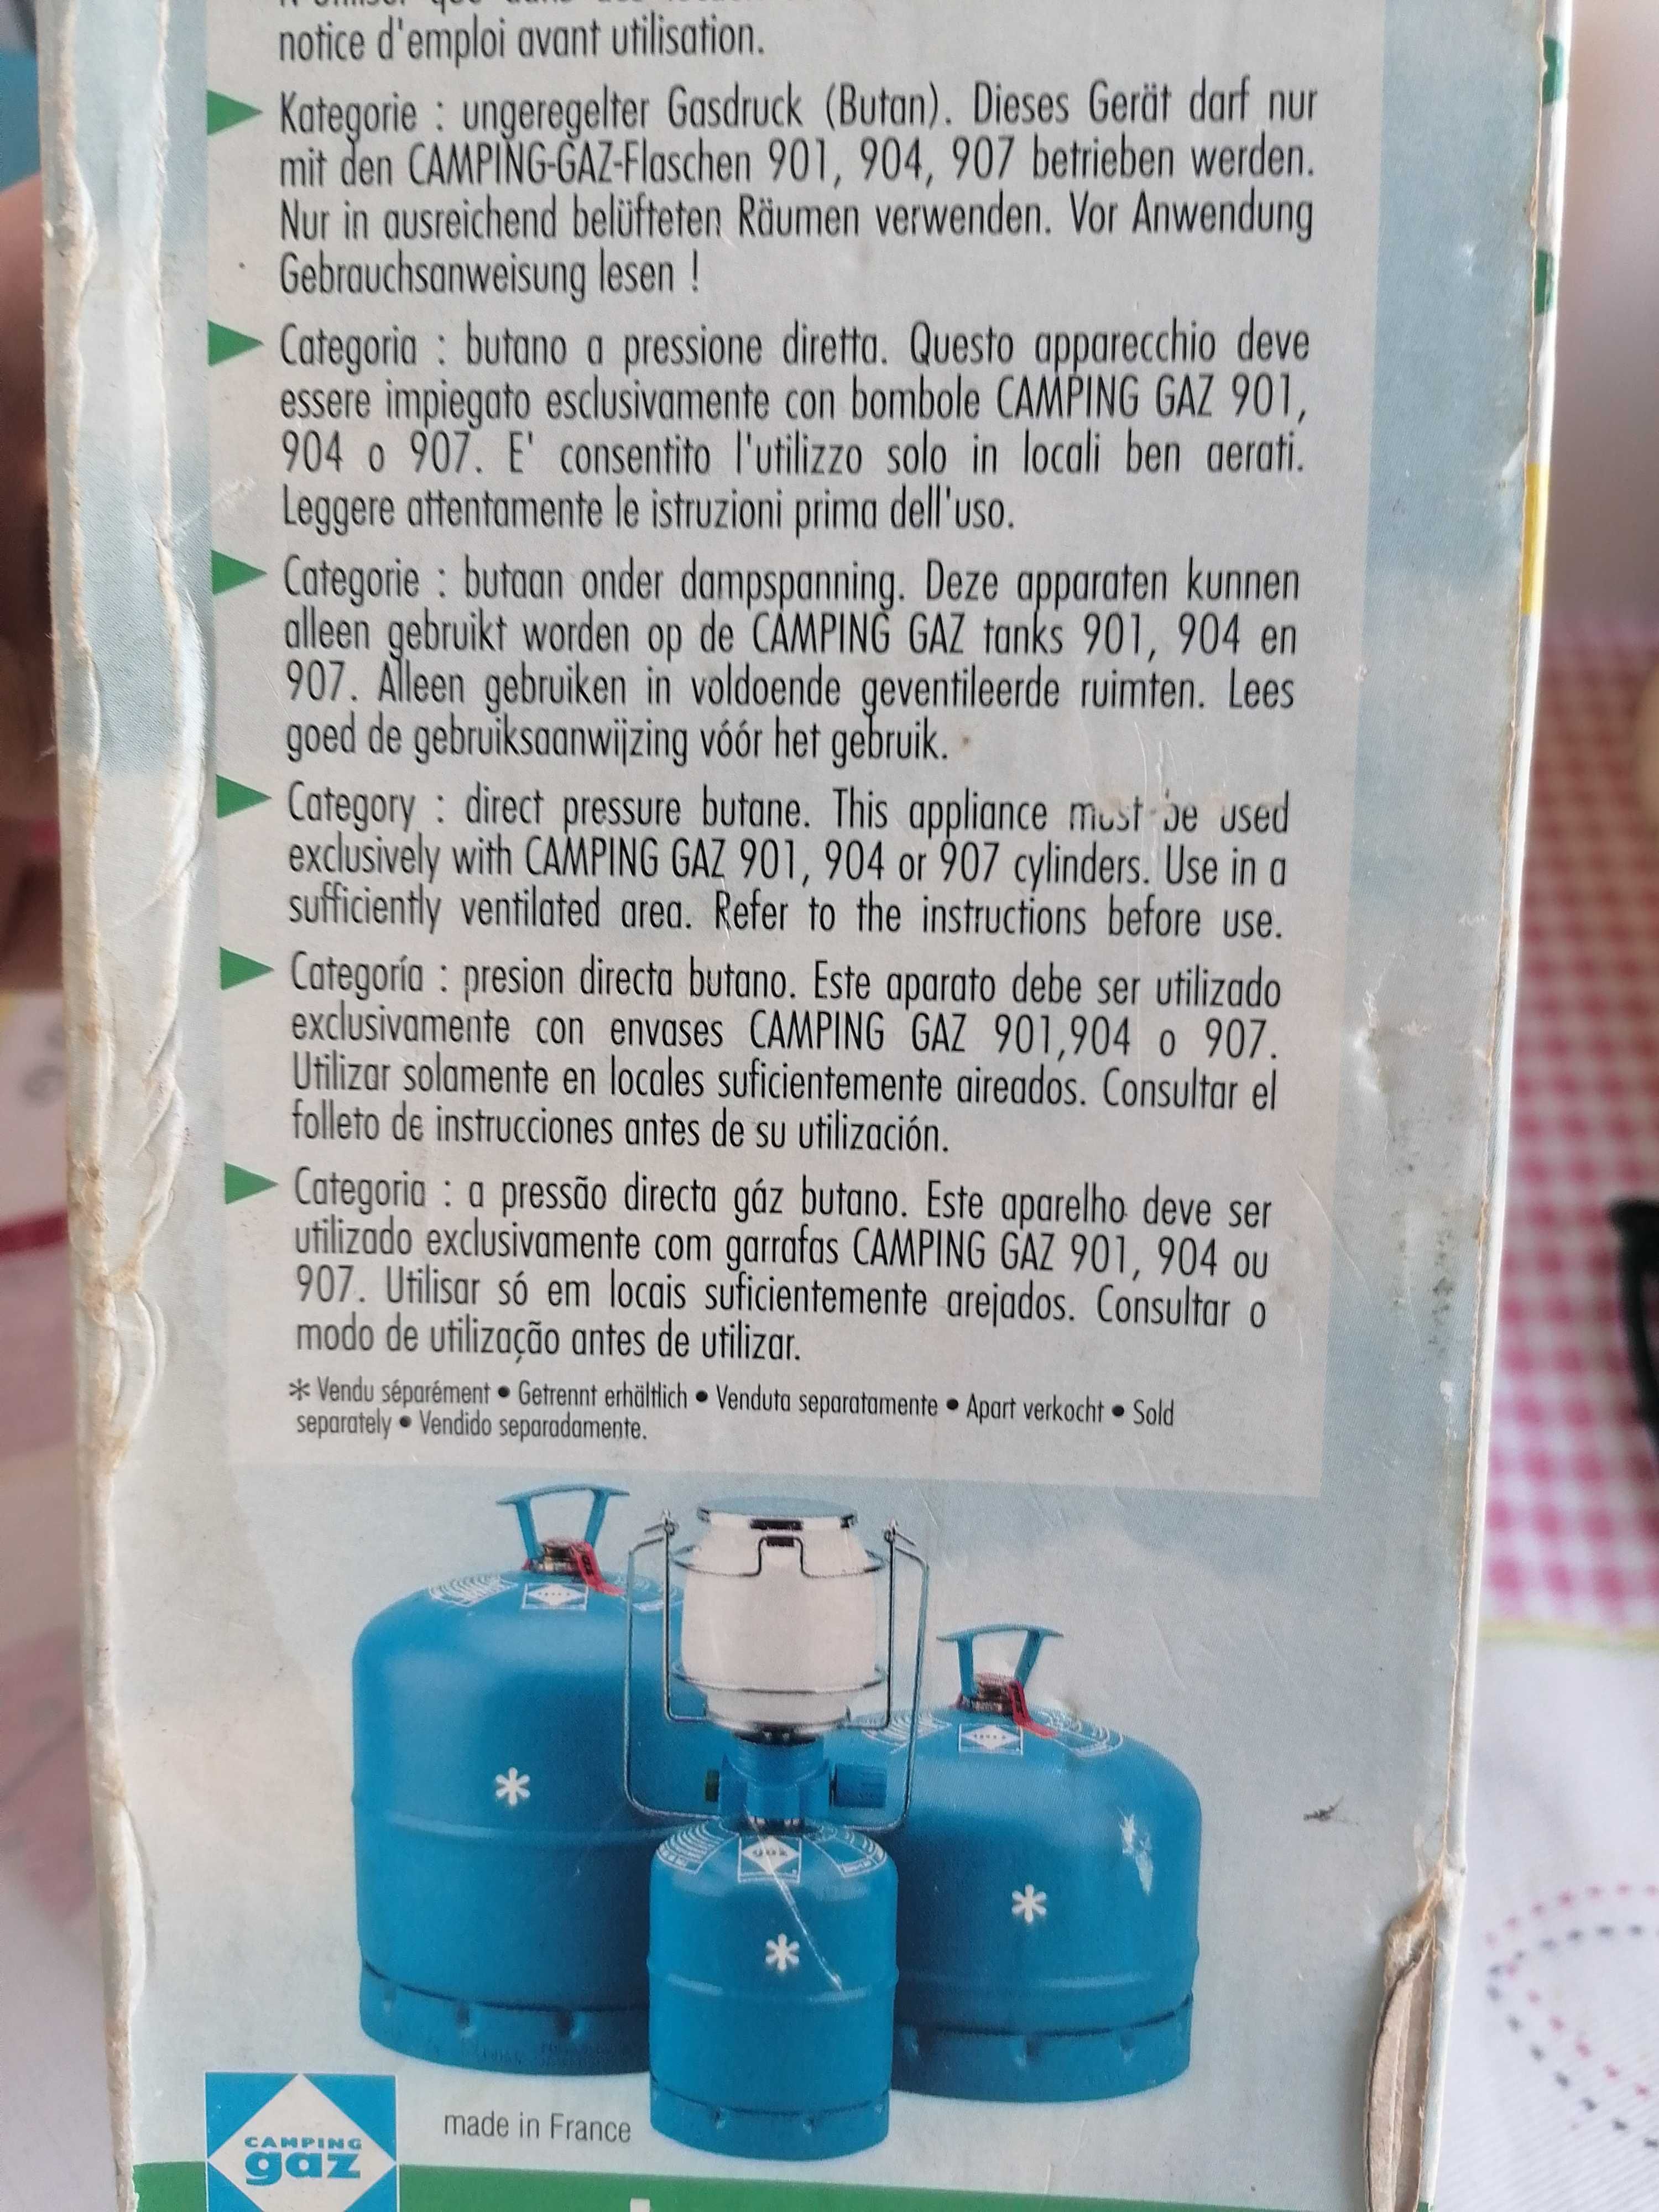 notice d'emploi avant utilisation.
Kategorie : ungeregelter Gasdruck (Butan). Dieses Gerät darf nur
mit den CAMPING-GAZ-Flaschen 901, 904, 907 betrieben werden.
Nur in ausreichend belüfteten Räumen verwenden. Vor Anwendung
Gebrauchsanweisung lesen !
Categoria : butano a pressione diretta. Questo apparecchio deve
essere impiegato esclusivamente con bombole CAMPING GAZ 901,
904 o 907. E' consentito l'utilizzo solo in locali ben aerati.
Leggere attentamente le istruzioni prima dell'uso.
Categorie : butaan onder dampspanning. Deze apparaten kunnen
alleen gebruikt worden op de CAMPING GAZ tanks 901, 904 en
907. Alleen gebruiken in voldoende geventileerde ruimten. Lees
goed de gebruiksaanwijzing vóór het gebruik.
Category : direct pressure butane. This appliance must be used
exclusively with CAMPING GAZ 901, 904 or 907 cylinders. Use in a
sufficiently ventilated area. Refer to the instructions before use.
Categoría : presion directa butano. Este aparato debe ser utilizado
exclusivamente con envases CAMPING GAZ 901,904 o 907.
Utilizar solamente en locales suficientemente aireados. Consultar el
folleto de instrucciones antes de su utilización.
Categoria : a pressão directa gáz butano. Este aparelho deve ser
utilizado exclusivamente com garrafas CAMPING GAZ 901, 904 ou
907. Utilisar só em locais suficientemente arejados. Consultar o
modo de utilização antes de utilizar.
* Vendu séparément • Getrennt erhältlich • Venduta separatamente • Apart verkocht • Sold
separately • Vendido separadamente.
*
*
*
gaz
made in France
CAMPING
gaz